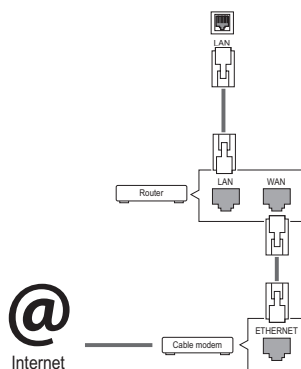 LAN
LAN WAN
Router
ETHERNET
@
Cable modem
Internet